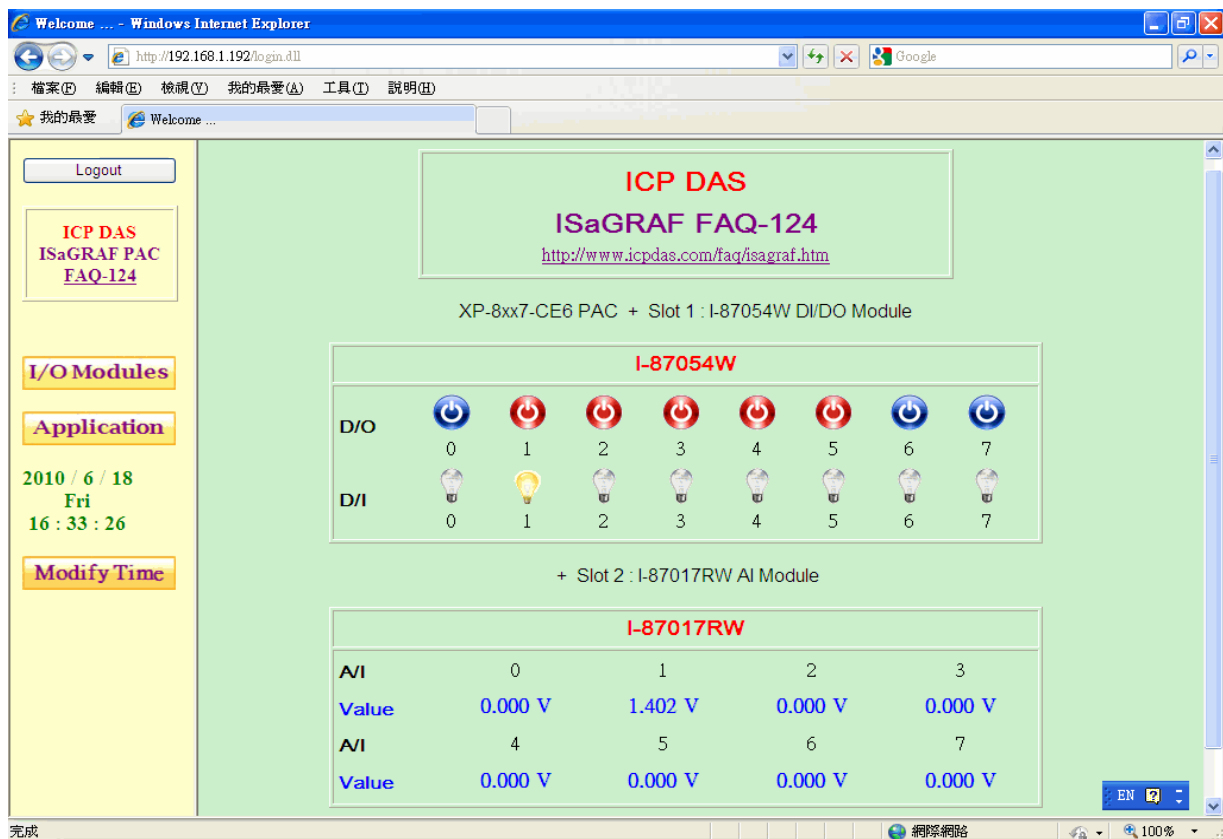 Welcome ... - Windows Internet Explorer
http://192.168.1.192/login.dll
Google
檔案(F) 編輯(E) 檢視(V) 我的最愛(A) 工具(T) 說明(H)
我的最愛
Welcome ...
Logout
ICP DAS
ISaGRAF PAC
FAQ-124
I/O Modules
Application
2010 / 6 / 18
Fri
16 : 33 : 26
Modify Time
ICP DAS
ISaGRAF FAQ-124
http://www.icpdas.com/faq/isagraf.htm
XP-8xx7-CE6 PAC + Slot 1 : I-87054W DI/DO Module
I-87054W
D/O
0 1 2 3 4 5 6 7
D/I
0 1 2 3 4 5 6 7
+ Slot 2 : I-87017RW AI Module
I-87017RW
A/I 0 1 2 3
Value 0.000 V 1.402 V 0.000 V 0.000 V
A/I 4 5 6 7
Value 0.000 V 0.000 V 0.000 V 0.000 V
EN
完成
網際網路
100%